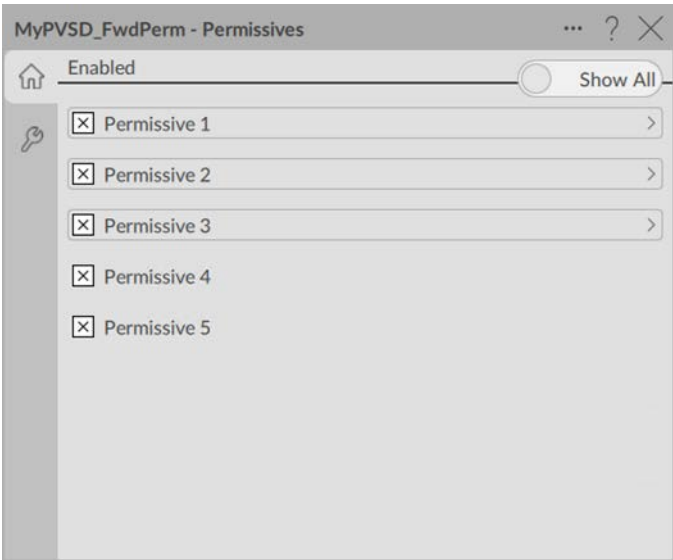 MyPVSD_FwdPerm - Permissives
Enabled
Show All
Permissive 1
Permissive 2
Permissive 3
Permissive 4
Permissive 5